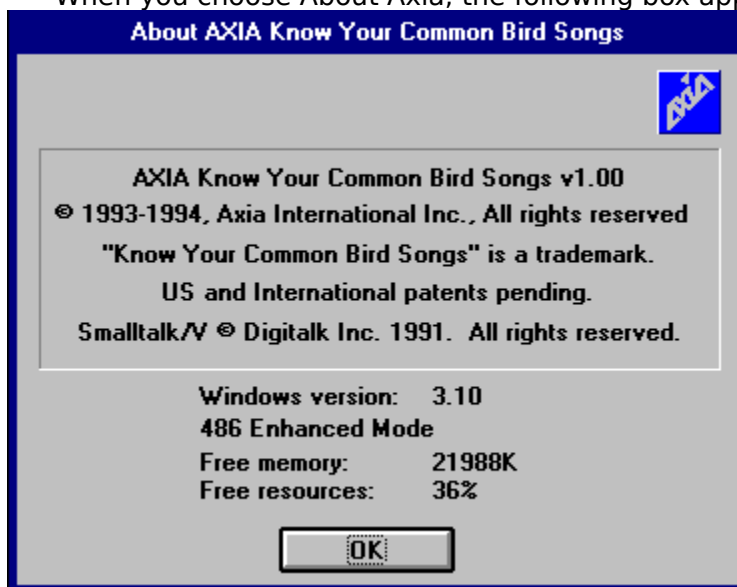 When you choose About Axia, the following box app
About AXIA Know Your Common Bird Songs
AXIA
AXIA Know Your Common Bird Songs v1.00
© 1993-1994, Axia International Inc., All rights reserved
"Know Your Common Bird Songs" is a trademark.
US and International patents pending.
Smalltalk/V © Digitalk Inc. 1991.  All rights reserved.
Windows version: 3.10
486 Enhanced Mode
Free memory: 21988K
Free resources: 36%
OK